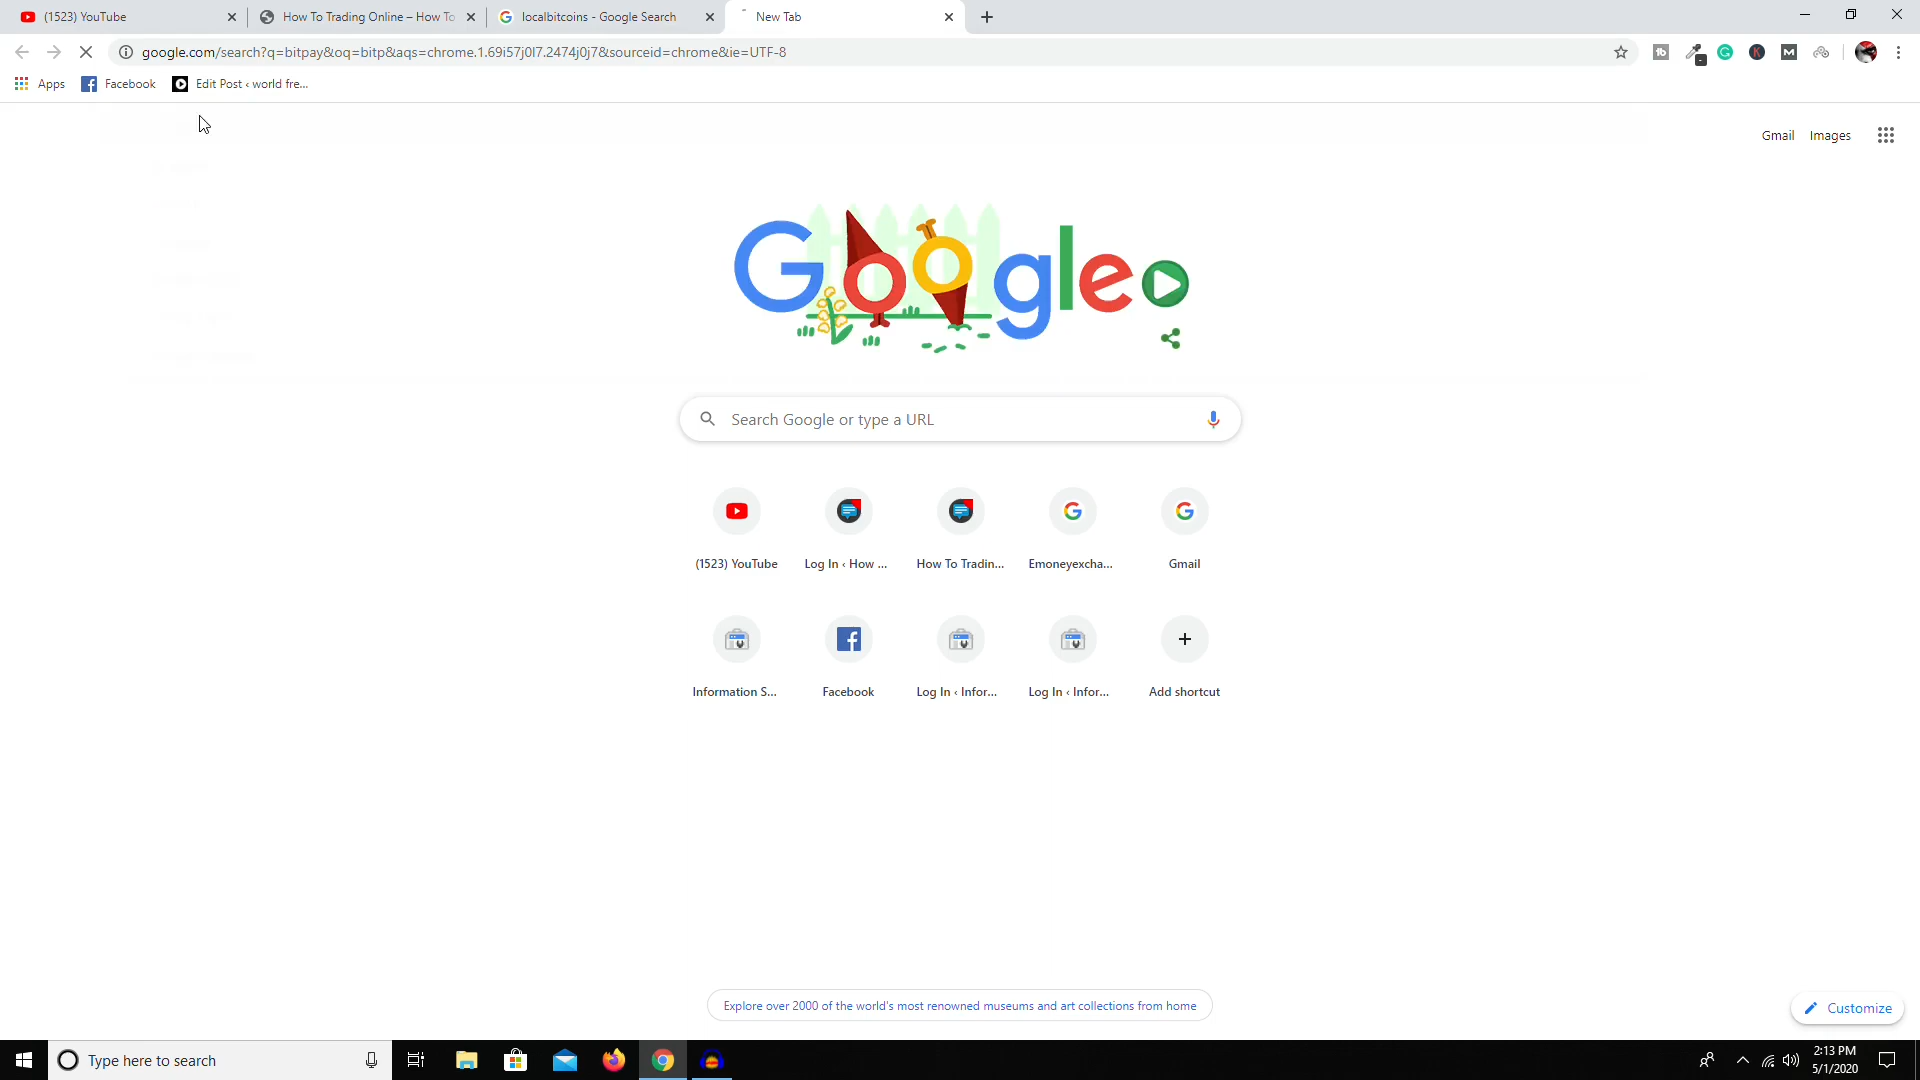 (1523) YouTube
How To Trading Online – How To
localbitcoins - Google Search
New Tab
google.com/search?q=bitpay&oq=bitp&aqs=chrome.1.69i57j0l7.2474j0j7&sourceid=chrome&ie=UTF-8
Apps
Facebook
Edit Post ‹ world fre...
Gmail
Images
Google
Search Google or type a URL
(1523) YouTube
Log In ‹ How ...
How To Tradin...
Emoneyexcha...
Gmail
Information S...
Facebook
Log In ‹ Infor...
Log In ‹ Infor...
Add shortcut
Explore over 2000 of the world's most renowned museums and art collections from home
Customize
Type here to search
2:13 PM
5/1/2020